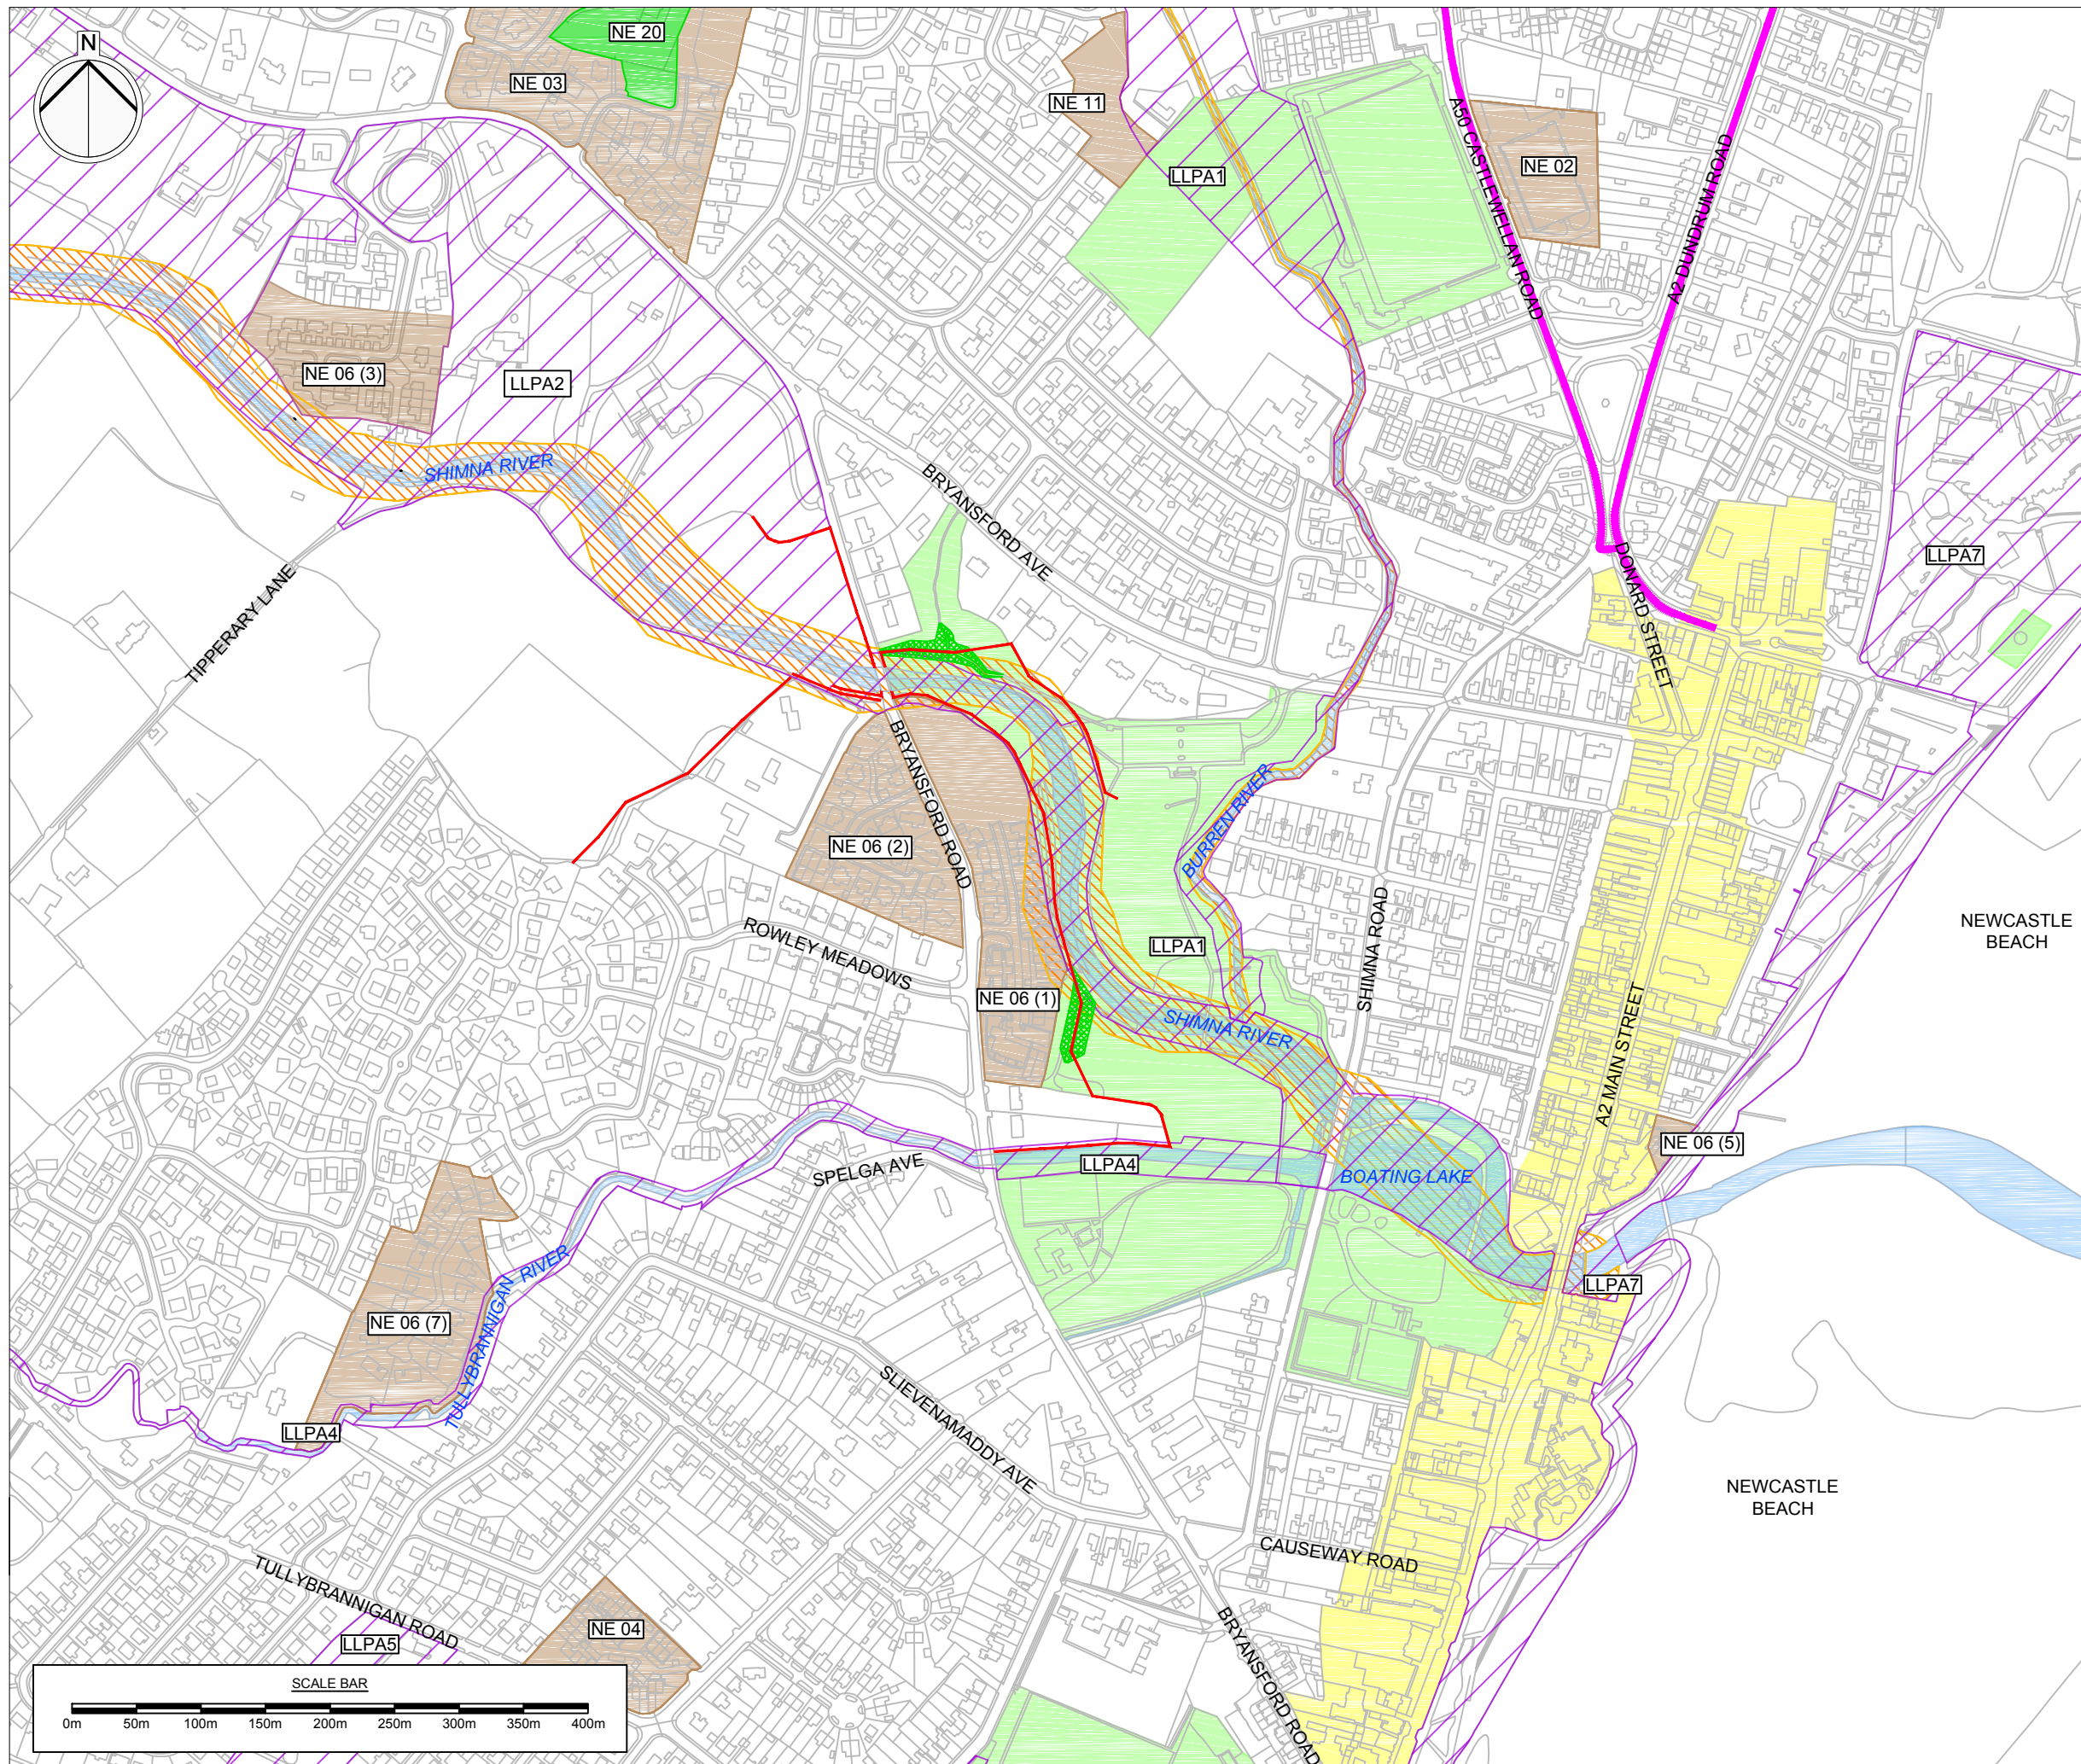 N
NE 20
NE 03
NE 11
LLPA1
A50 CASTLEWELLAN ROAD
NE 02
A2 DUNDRUM ROAD
NE 06 (3)
LLPA2
SHIMNA RIVER
BRYANSFORD AVE
TIPPERARY LANE
DONARD STREET
LLPA7
BRYANSFORD ROAD
NE 06 (2)
BURREN RIVER
ROWLEY MEADOWS
LLPA1
SHIMNA ROAD
NEWCASTLE
BEACH
NE 06 (1)
SHIMNA RIVER
A2 MAIN STREET
NE 06 (5)
SPELGA AVE
LLPA4
BOATING LAKE
LLPA7
NE 06 (7)
TULLYBRANNIGAN RIVER
LLPA4
SLIEVENAMADDY AVE
NEWCASTLE
BEACH
CAUSEWAY ROAD
TULLYBRANNIGAN ROAD
LLPA5
NE 04
BRYANSFORD ROAD
SCALE BAR
0m 50m 100m 150m 200m 250m 300m 350m 400m